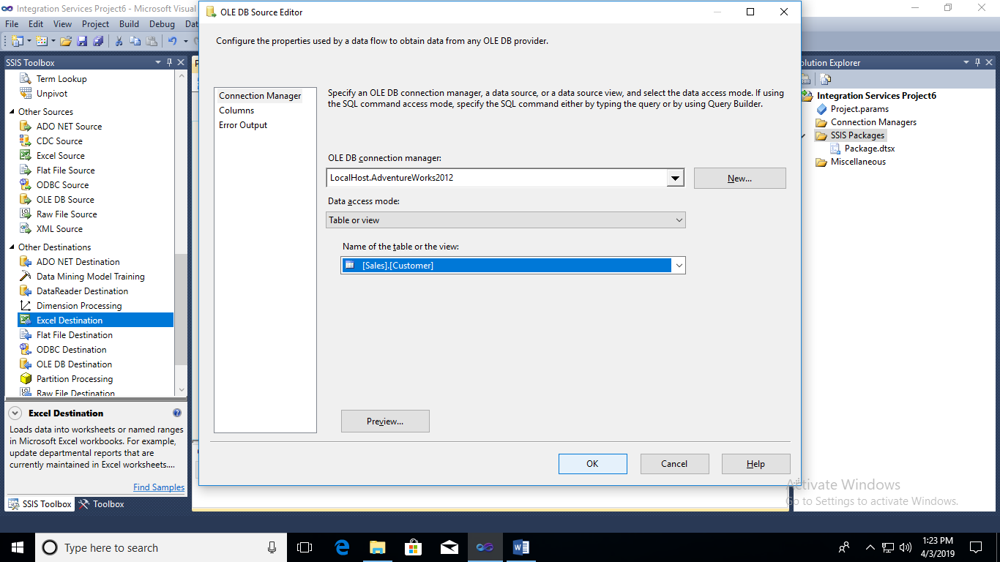 Integration Services Project6 - Microsoft Visual
OLE DB Source Editor
File Edit View Project Build Debug Dat
Configure the properties used by a data flow to obtain data from any OLE DB provider.
SSIS Toolbox
Term Lookup
Unpivot
Other Sources
ADO NET Source
CDC Source
Excel Source
Flat File Source
ODBC Source
OLE DB Source
Raw File Source
XML Source
Other Destinations
ADO NET Destination
Data Mining Model Training
DataReader Destination
Dimension Processing
Excel Destination
Flat File Destination
ODBC Destination
OLE DB Destination
Partition Processing
Raw File Destination
Excel Destination
Loads data into worksheets or named ranges
in Microsoft Excel workbooks. For example,
update departmental reports that are
currently maintained in Excel worksheets....
Find Samples
SSIS Toolbox Toolbox
Connection Manager
Columns
Error Output
Specify an OLE DB connection manager, a data source, or a data source view, and select the data access mode. If using
the SQL command access mode, specify the SQL command either by typing the query or by using Query Builder.
OLE DB connection manager:
LocalHost.AdventureWorks2012
New...
Data access mode:
Table or view
Name of the table or the view:
[Sales].[Customer]
Preview...
OK Cancel Help
olution Explorer
Integration Services Project6
Project.params
Connection Managers
SSIS Packages
Package.dtsx
Miscellaneous
Activate Windows
Go to Settings to activate Windows.
Type here to search
1:23 PM
4/3/2019